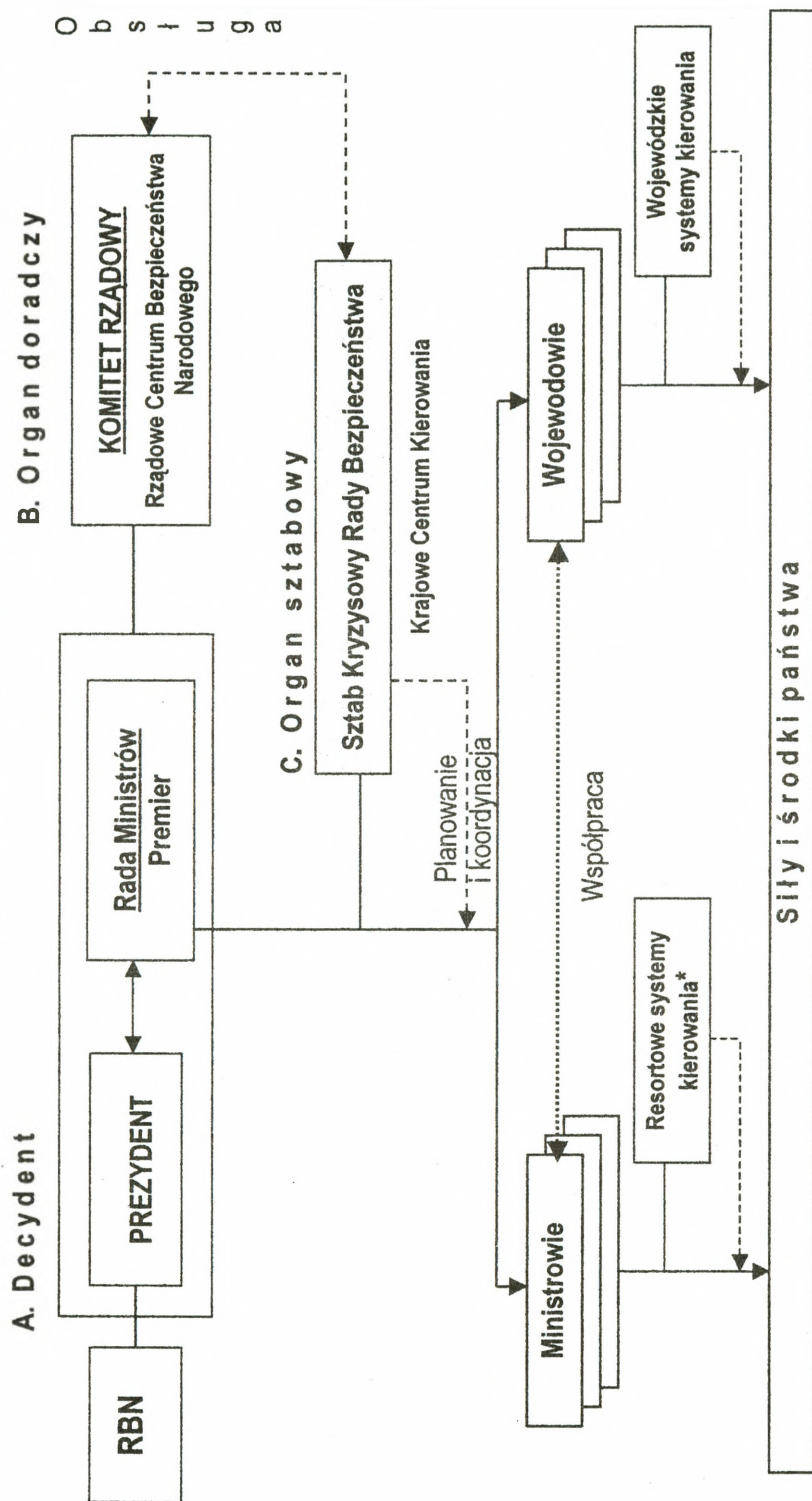 A. Decydent
B. Organ doradczy
RBN
PREZYDENT
Rada Ministrów
Premier
KOMITET RZĄDOWY
Rządowe Centrum Bezpieczeństwa
Narodowego
Obsługa
C. Organ sztabowy
Sztab Kryzysowy Rady Bezpieczeństwa
Krajowe Centrum Kierowania
Planowanie
i koordynacja
Ministrowie
Współpraca
Wojewodowie
Resortowe systemy
kierowania*
Wojewódzkie
systemy kierowania
Siły i środki państwa